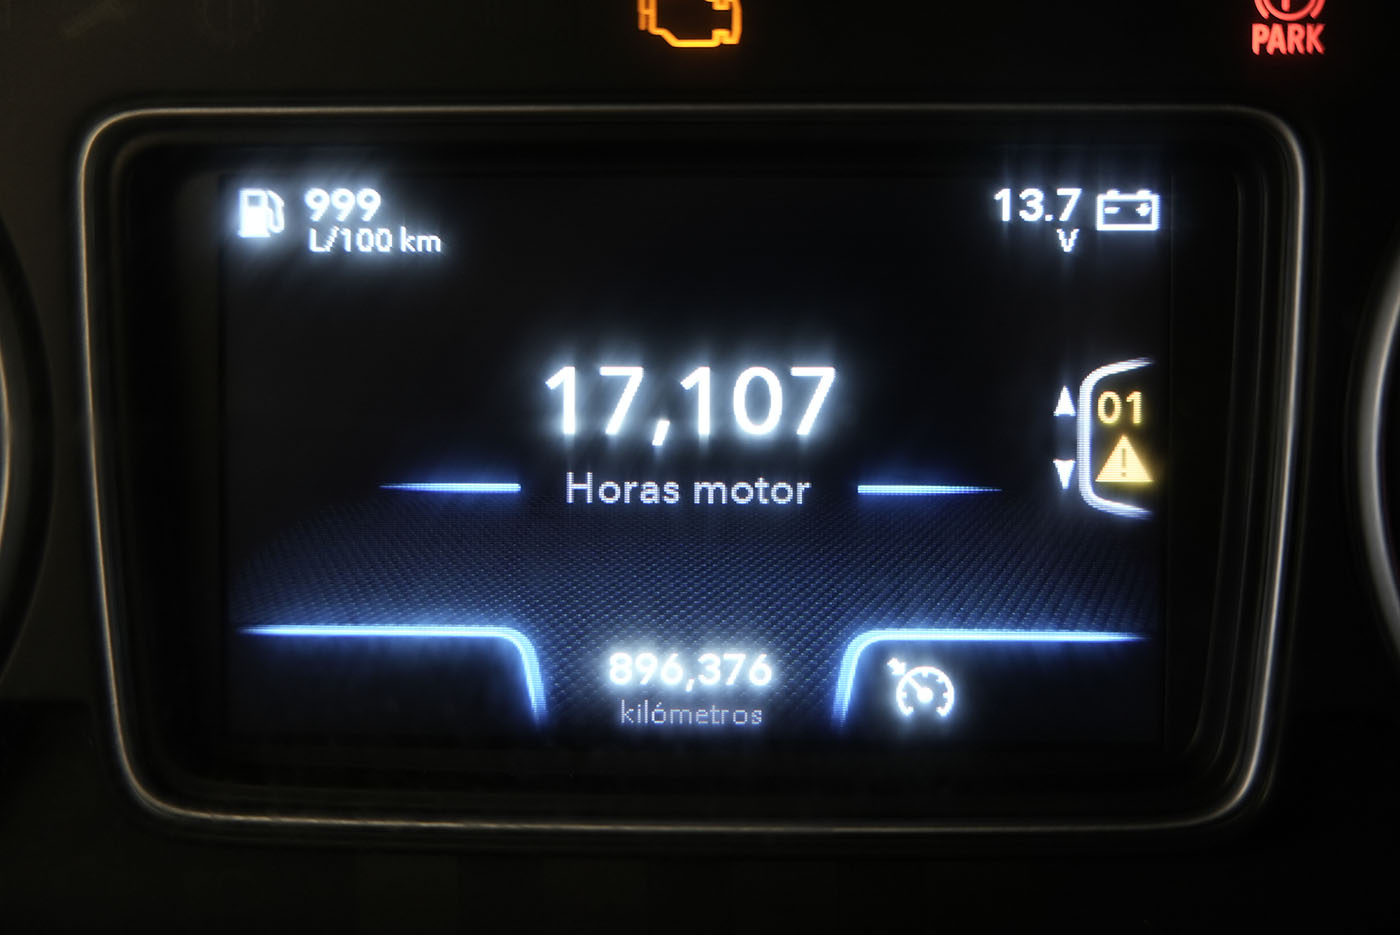 PARK
999
L/100 km
13.7
V
17,107
Horas motor
01
896,376
kilómetros